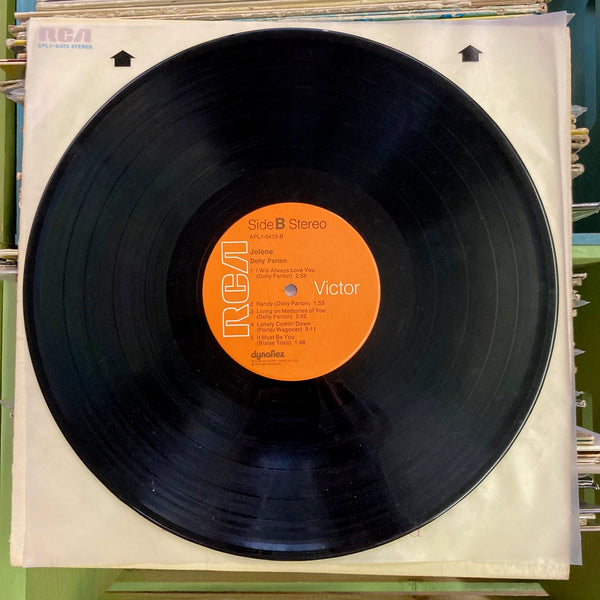 RCA
APL1-0473 STEREO
Side B Stereo
APL1-0473-B
Jolene
Dolly Parton
1 I Will Always Love You
(Dolly Parton) 2:53
RCA
Victor
2 Randy (Dolly Parton) 1:53
3 Living on Memories of You
(Dolly Parton) 2:42
4 Lonely Comin' Down
(Porter Wagoner) 3:11
5 It Must Be You
(Blaise Tosti) 1:48
dynaflex